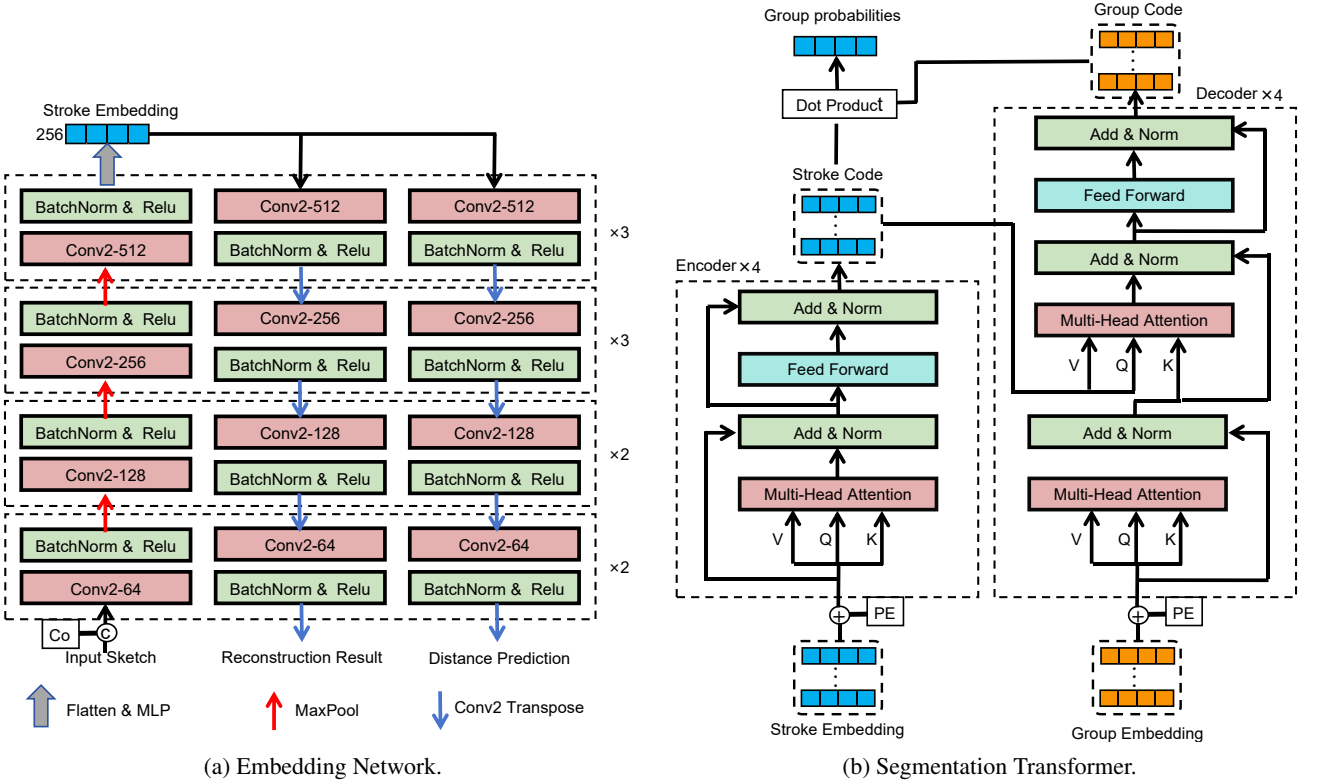 Stroke Embedding
256
BatchNorm & Relu
Conv2-512
Conv2-512
Conv2-512
BatchNorm & Relu
BatchNorm & Relu
×3
BatchNorm & Relu
Conv2-256
Conv2-256
Conv2-256
BatchNorm & Relu
BatchNorm & Relu
×3
BatchNorm & Relu
Conv2-128
Conv2-128
Conv2-128
BatchNorm & Relu
BatchNorm & Relu
×2
BatchNorm & Relu
Conv2-64
Conv2-64
Conv2-64
BatchNorm & Relu
BatchNorm & Relu
×2
Co
C
Input Sketch
Reconstruction Result
Distance Prediction
Flatten & MLP
MaxPool
Conv2 Transpose
(a) Embedding Network.
Group probabilities
Dot Product
Stroke Code
Encoder×4
Add & Norm
Feed Forward
Add & Norm
Multi-Head Attention
V
Q
K
+
PE
Stroke Embedding
Group Code
Decoder×4
Add & Norm
Feed Forward
Add & Norm
Multi-Head Attention
V
Q
K
Add & Norm
Multi-Head Attention
V
Q
K
+
PE
Group Embedding
(b) Segmentation Transformer.